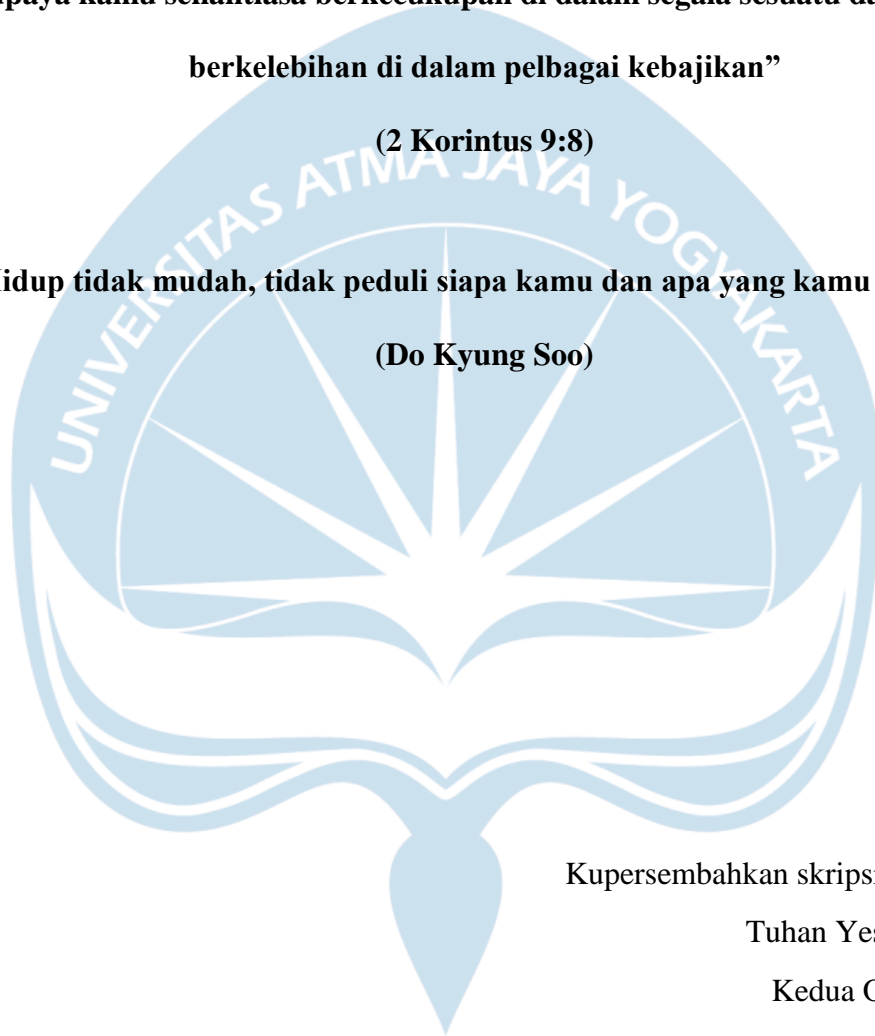 senantiasa berkecukupan di dalam segala sesuatu
berkelebihan di dalam pelbagai kebajikan”
(2 Korintus 9:8)
UNIVERSITAS ATMA JAYA YOGYAKARTA
tidak mudah, tidak peduli siapa kamu dan apa yang kamu
(Do Kyung Soo)
Kupersembahkan
Tuhan
Kedua